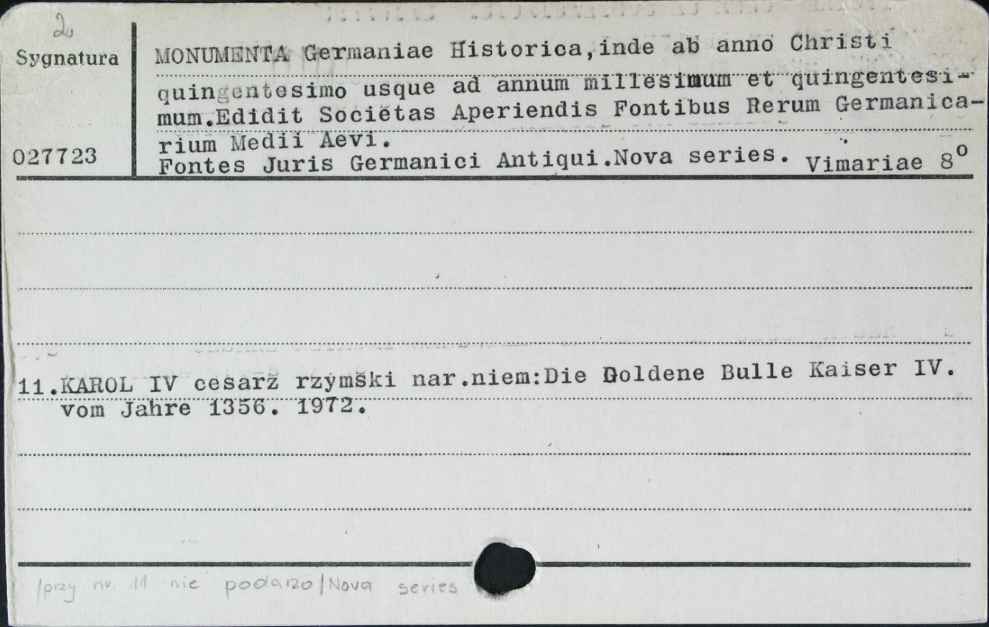 2
Sygnatura
027723
MONUMENTA Germaniae Historica,inde ab anno Christi
quingentesimo usque ad annum millesimum et quingentesi-
mum.Edidit Societas Aperiendis Fontibus Rerum Germanica-
rium Medii Aevi.
Fontes Juris Germanici Antiqui.Nova series. Vimariae 8º
11.KAROL IV cesarz rzymski nar.niem:Die Goldene Bulle Kaiser IV.
vom Jahre 1356. 1972.
/przy nr. 11 nie podano/Nova series